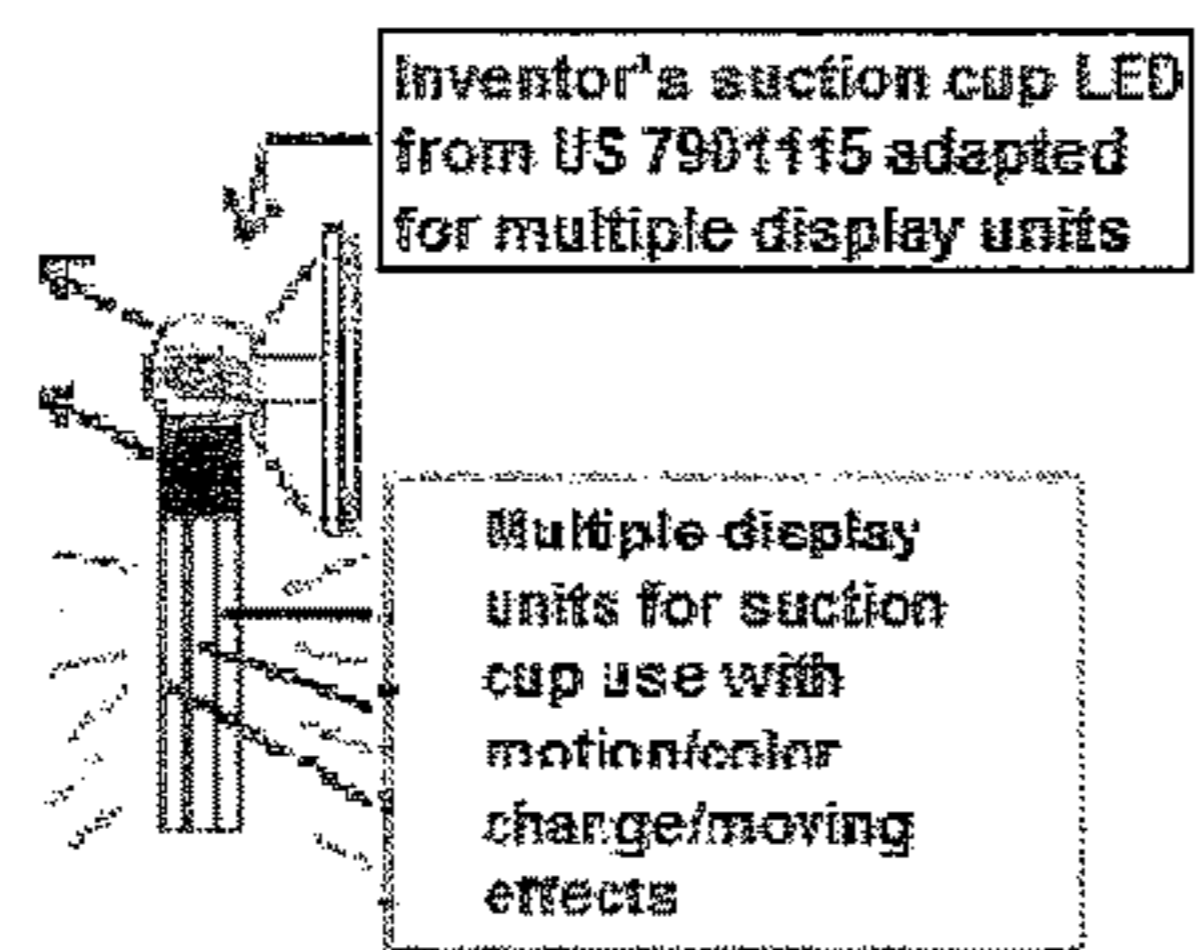 Inventor's suction cup LED
from US 7901115 adapted
for multiple display units
Multiple display
units for suction
cup use with
motion/color
change/moving
effects